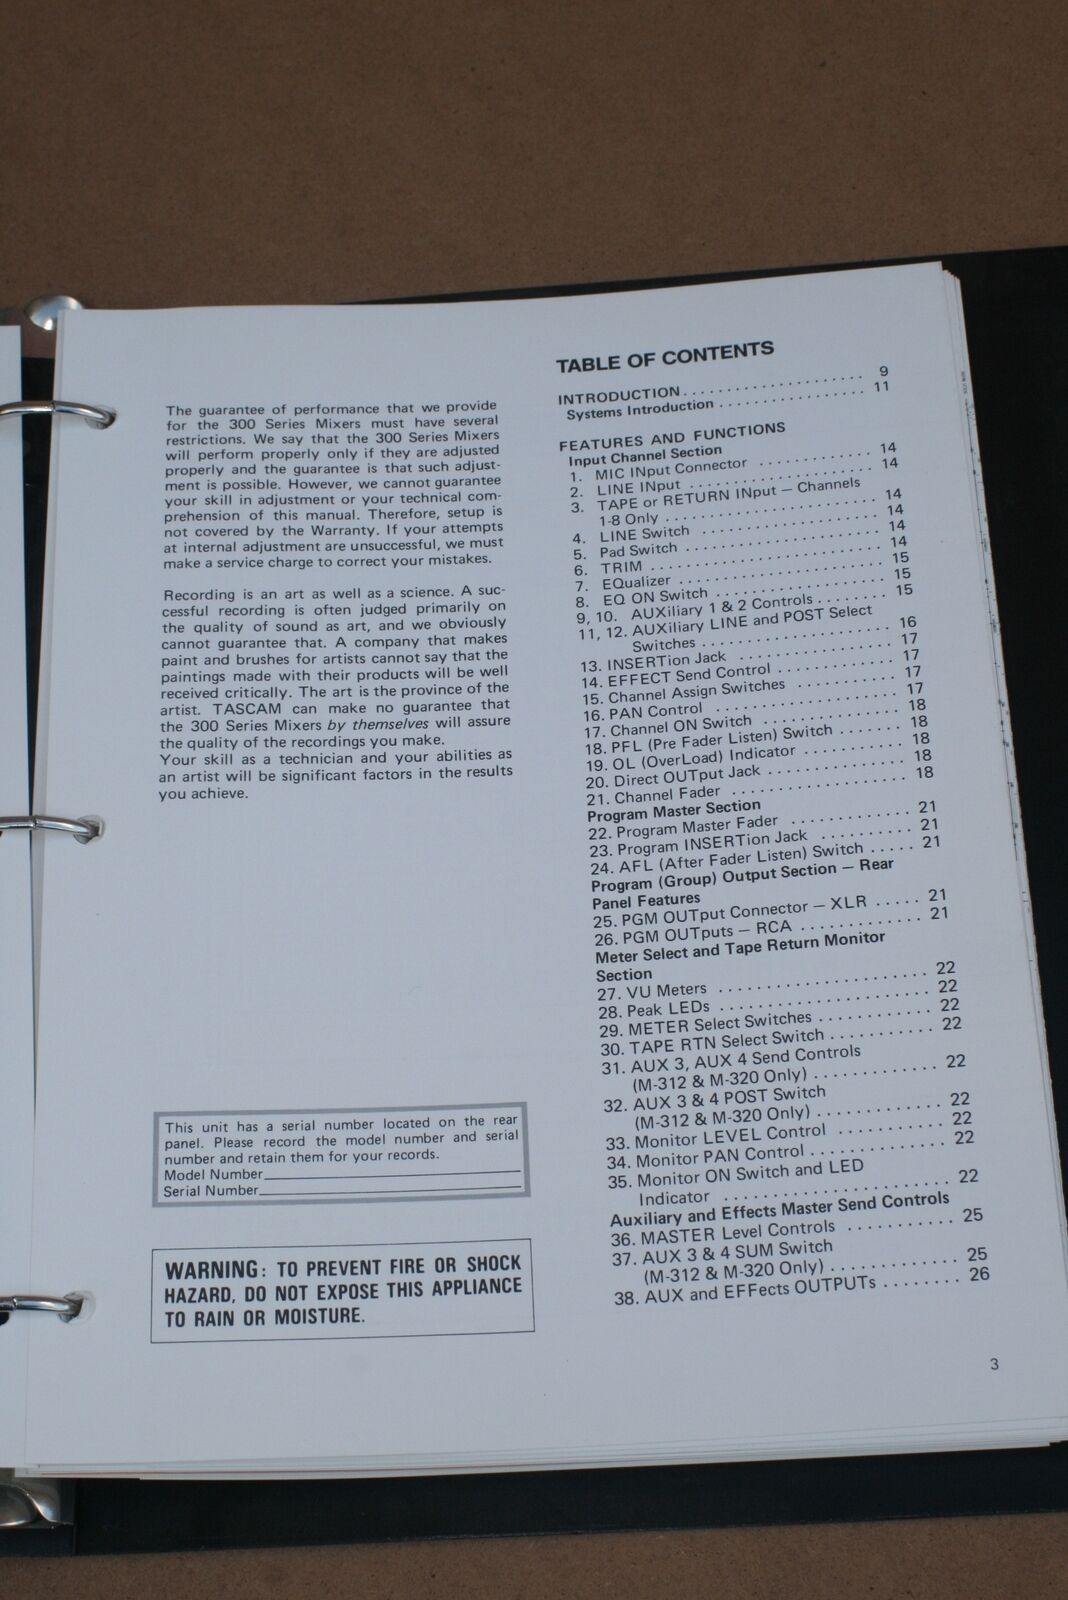 The guarantee of performance that we provide
for the 300 Series Mixers must have several
restrictions. We say that the 300 Series Mixers
will perform properly only if they are adjusted
properly and the guarantee is that such adjust-
ment is possible. However, we cannot guarantee
your skill in adjustment or your technical com-
prehension of this manual. Therefore, setup is
not covered by the Warranty. If your attempts
at internal adjustment are unsuccessful, we must
make a service charge to correct your mistakes.
Recording is an art as well as a science. A suc-
cessful recording is often judged primarily on
the quality of sound as art, and we obviously
cannot guarantee that. A company that makes
paint and brushes for artists cannot say that the
paintings made with their products will be well
received critically. The art is the province of the
artist. TASCAM can make no guarantee that
the 300 Series Mixers by themselves will assure
the quality of the recordings you make.
Your skill as a technician and your abilities as
an artist will be significant factors in the results
you achieve.
This unit has a serial number located on the rear
panel. Please record the model number and serial
number and retain them for your records.
Model Number
Serial Number
WARNING: TO PREVENT FIRE OR SHOCK
HAZARD, DO NOT EXPOSE THIS APPLIANCE
TO RAIN OR MOISTURE.
TABLE OF CONTENTS
INTRODUCTION . . . . . . . . . . . . . . . . . . . . 9
Systems Introduction . . . . . . . . . . . . . . . . . 11
FEATURES AND FUNCTIONS
Input Channel Section
1. MIC INput Connector . . . . . . . . . . . . . 14
2. LINE INput . . . . . . . . . . . . . . . . . . . . . 14
3. TAPE or RETURN INput — Channels
1-8 Only . . . . . . . . . . . . . . . . . . . . . . . . 14
4. LINE Switch . . . . . . . . . . . . . . . . . . . . 14
5. Pad Switch . . . . . . . . . . . . . . . . . . . . . . 14
6. TRIM . . . . . . . . . . . . . . . . . . . . . . . . . . 14
7. EQualizer . . . . . . . . . . . . . . . . . . . . . . . 15
8. EQ ON Switch . . . . . . . . . . . . . . . . . . . 15
9, 10. AUXiliary 1 & 2 Controls . . . . . . . . 15
11, 12. AUXiliary LINE and POST Select
Switches . . . . . . . . . . . . . . . . . . . . . 16
13. INSERTion Jack . . . . . . . . . . . . . . . . . 17
14. EFFECT Send Control . . . . . . . . . . . . . 17
15. Channel Assign Switches . . . . . . . . . . . 17
16. PAN Control . . . . . . . . . . . . . . . . . . . . 17
17. Channel ON Switch . . . . . . . . . . . . . . . 18
18. PFL (Pre Fader Listen) Switch . . . . . . . 18
19. OL (OverLoad) Indicator . . . . . . . . . . . 18
20. Direct OUTput Jack . . . . . . . . . . . . . . . 18
21. Channel Fader . . . . . . . . . . . . . . . . . . . 18
Program Master Section
22. Program Master Fader . . . . . . . . . . . . . 21
23. Program INSERTion Jack . . . . . . . . . . 21
24. AFL (After Fader Listen) Switch . . . . . 21
Program (Group) Output Section — Rear
Panel Features
25. PGM OUTput Connector — XLR . . . . . 21
26. PGM OUTputs — RCA . . . . . . . . . . . . . 21
Meter Select and Tape Return Monitor
Section
27. VU Meters . . . . . . . . . . . . . . . . . . . . . . 22
28. Peak LEDs . . . . . . . . . . . . . . . . . . . . . . 22
29. METER Select Switches . . . . . . . . . . . . 22
30. TAPE RTN Select Switch . . . . . . . . . . . 22
31. AUX 3, AUX 4 Send Controls
(M-312 & M-320 Only) . . . . . . . . . . . . . 22
32. AUX 3 & 4 POST Switch
(M-312 & M-320 Only) . . . . . . . . . . . . . 22
33. Monitor LEVEL Control . . . . . . . . . . . 22
34. Monitor PAN Control . . . . . . . . . . . . . 22
35. Monitor ON Switch and LED
Indicator . . . . . . . . . . . . . . . . . . . . . . . 22
Auxiliary and Effects Master Send Controls
36. MASTER Level Controls . . . . . . . . . . . 25
37. AUX 3 & 4 SUM Switch
(M-312 & M-320 Only) . . . . . . . . . . . . . 25
38. AUX and EFFects OUTPUTs . . . . . . . . 26
3